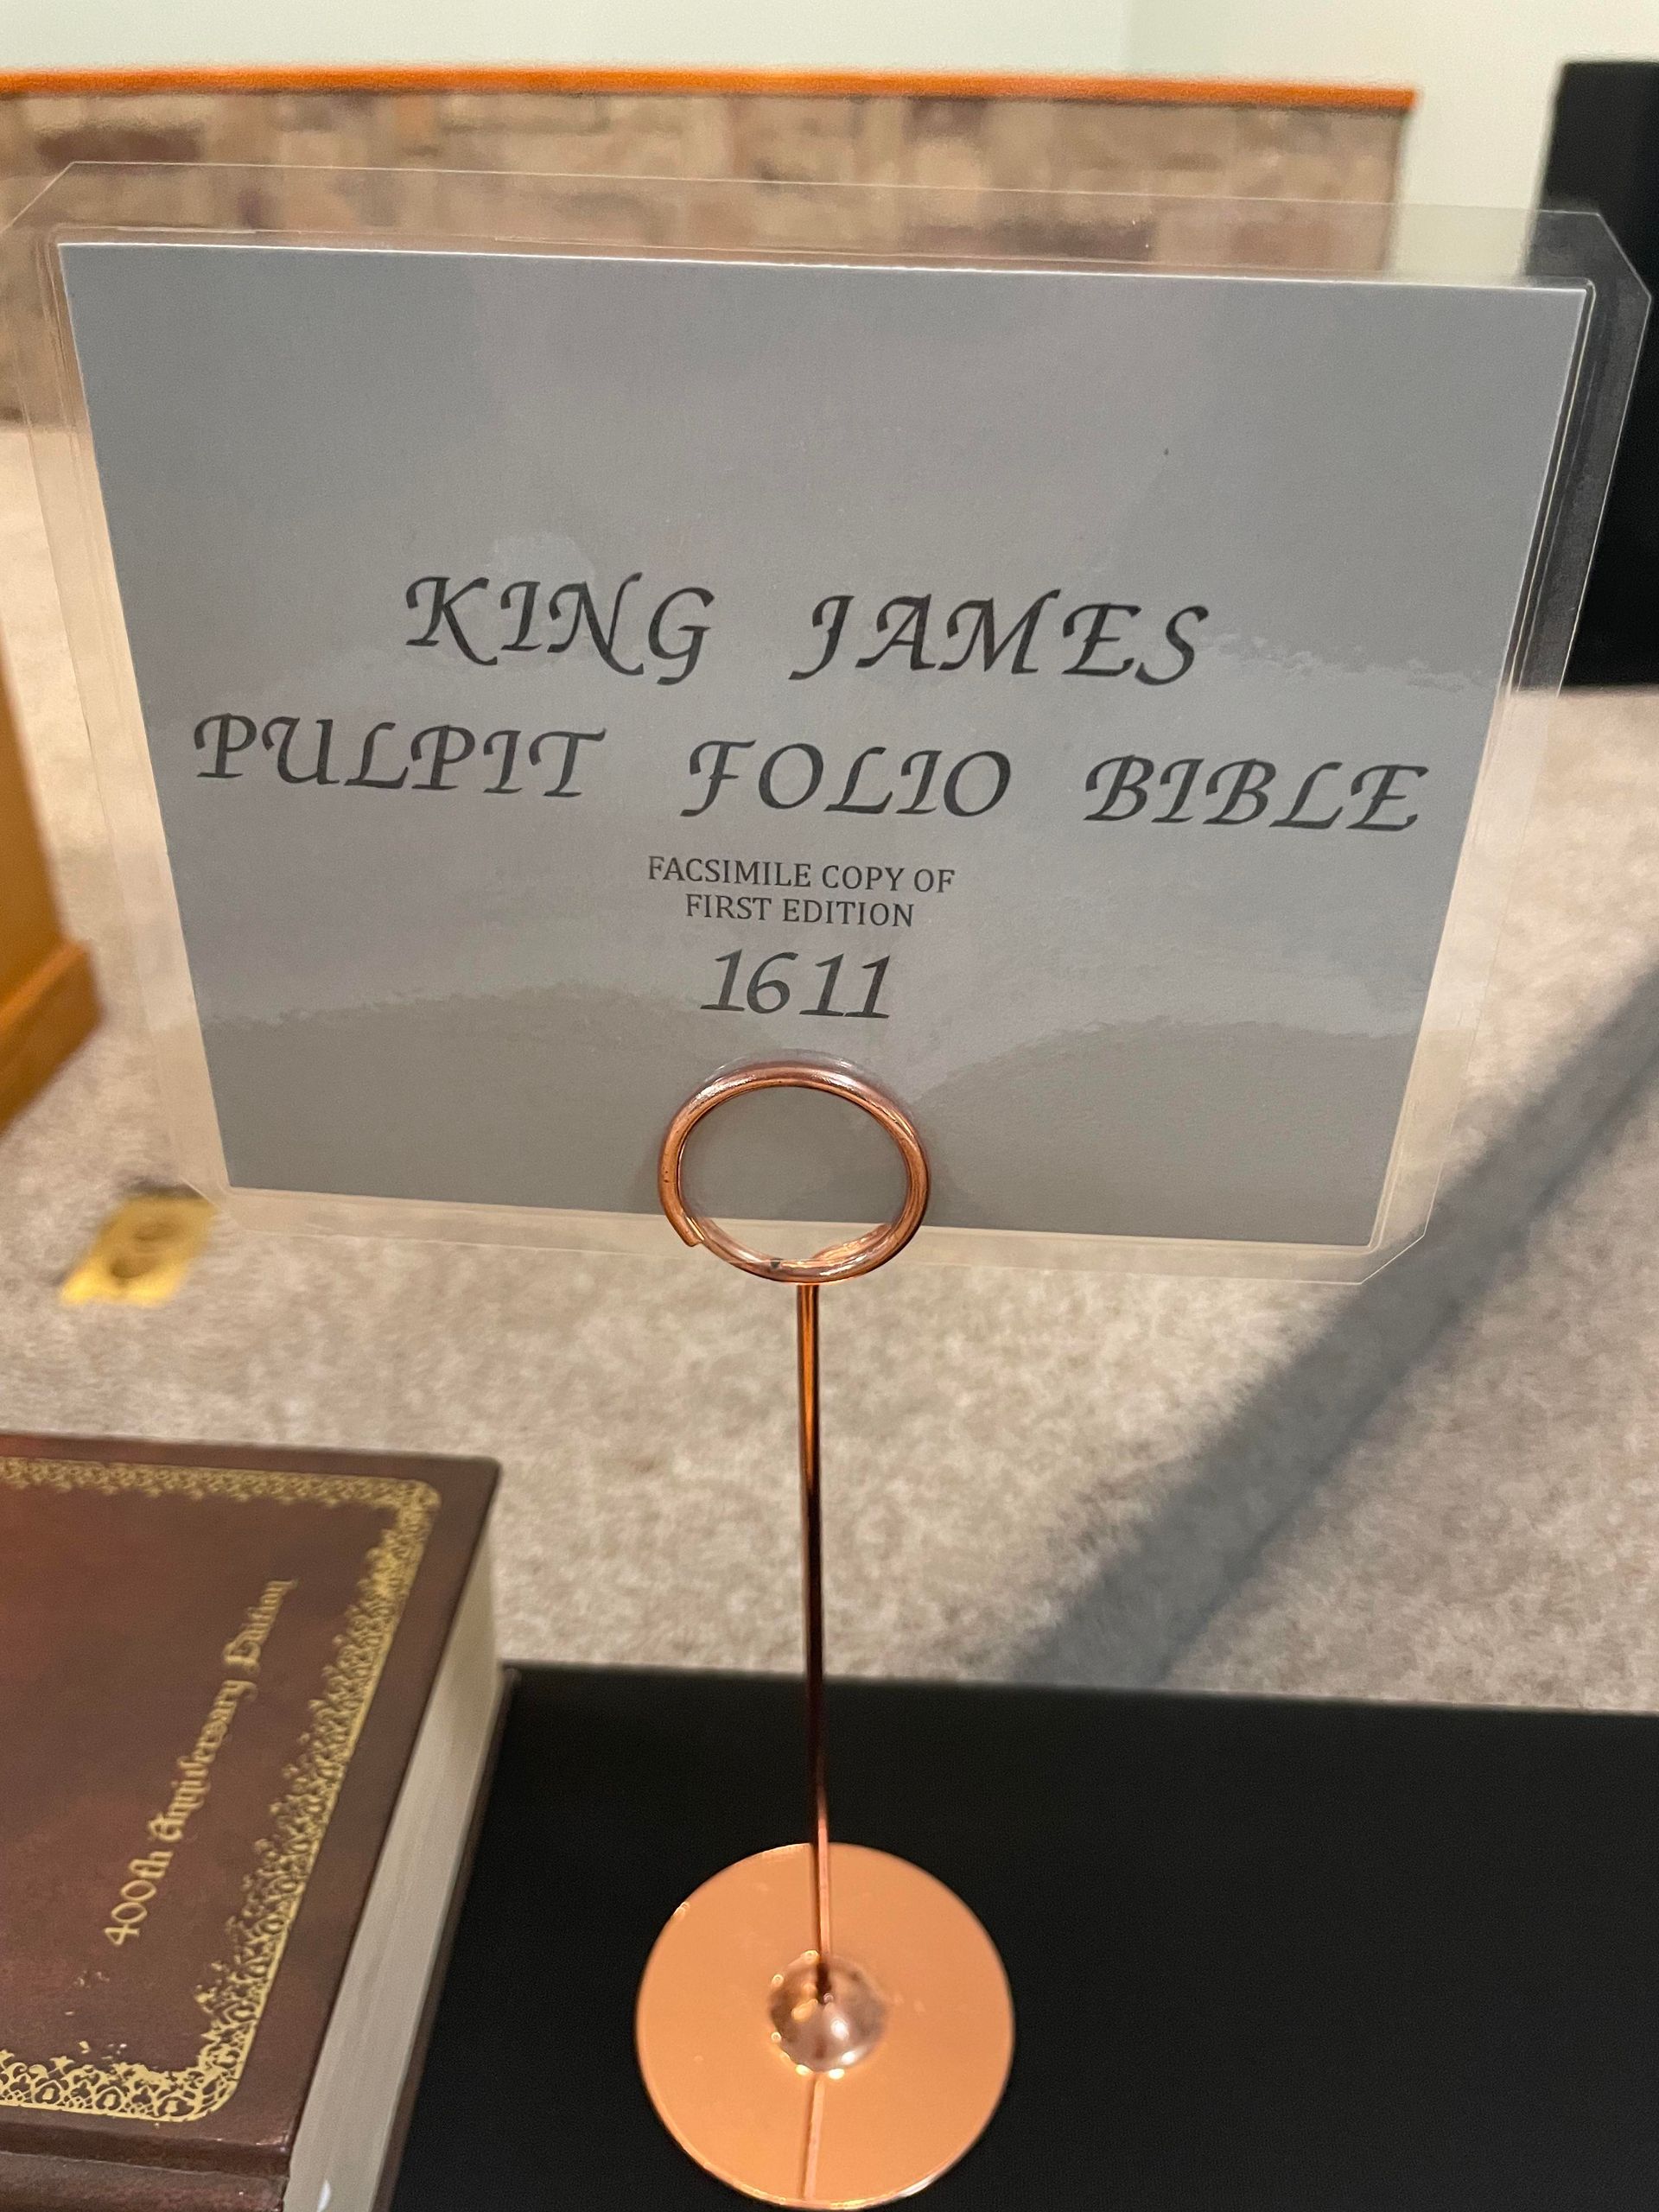 KING JAMES
PULPIT FOLIO BIBLE
FACSIMILE COPY OF
FIRST EDITION
1611
400th Anniversary Edition